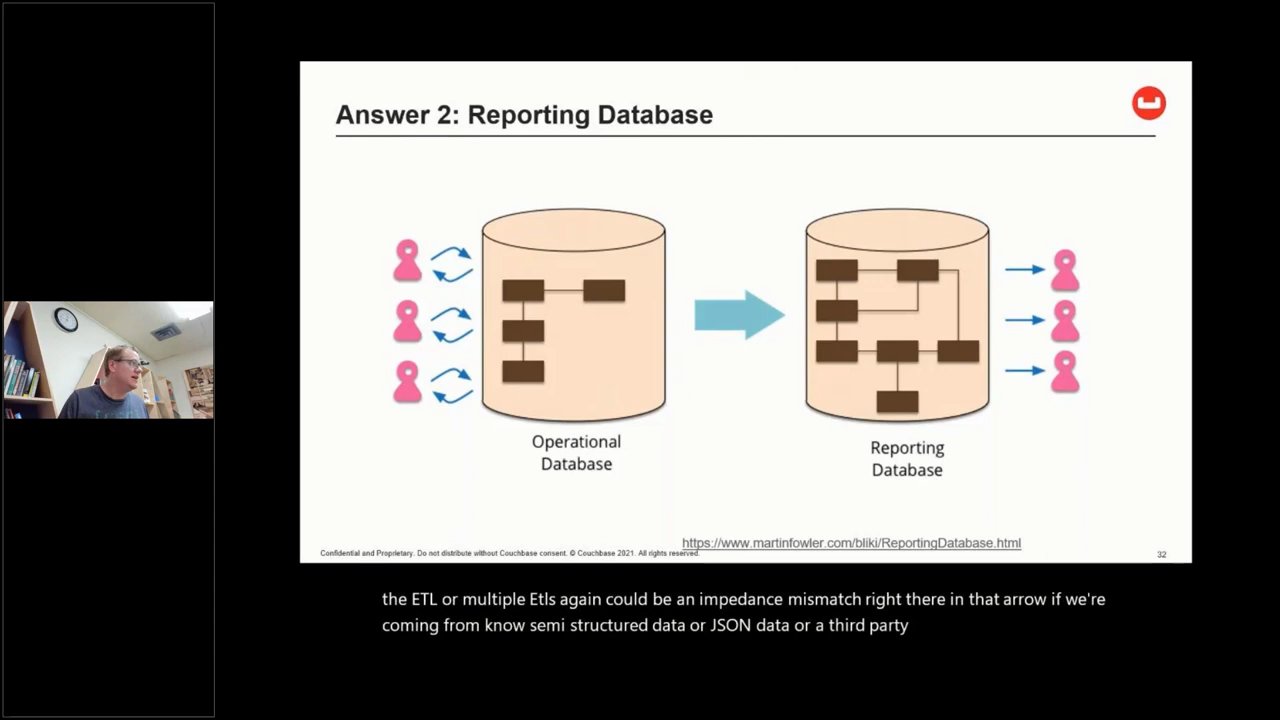 Answer 2: Reporting Database
Operational
Database
Reporting
Database
https://www.martinfowler.com/bliki/ReportingDatabase.html
Confidential and Proprietary. Do not distribute without Couchbase consent. © Couchbase 2021. All rights reserved.
32
the ETL or multiple Etls again could be an impedance mismatch right there in that arrow if we're
coming from know semi structured data or JSON data or a third party